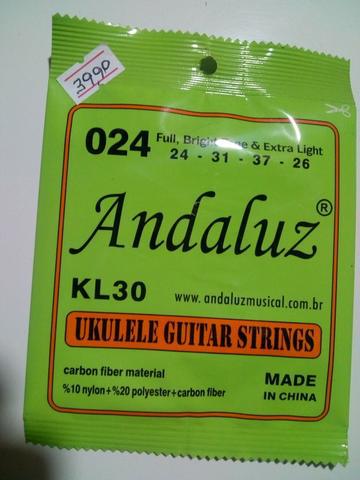 3990
024 Full, Bright & Extra Light
24 - 31 - 37 - 26
Andaluz ®
KL30 www.andaluzmusical.com.br
UKULELE GUITAR STRINGS
carbon fiber material
%10 nylon+%20 polyester+carbon fiber
MADE
IN CHINA